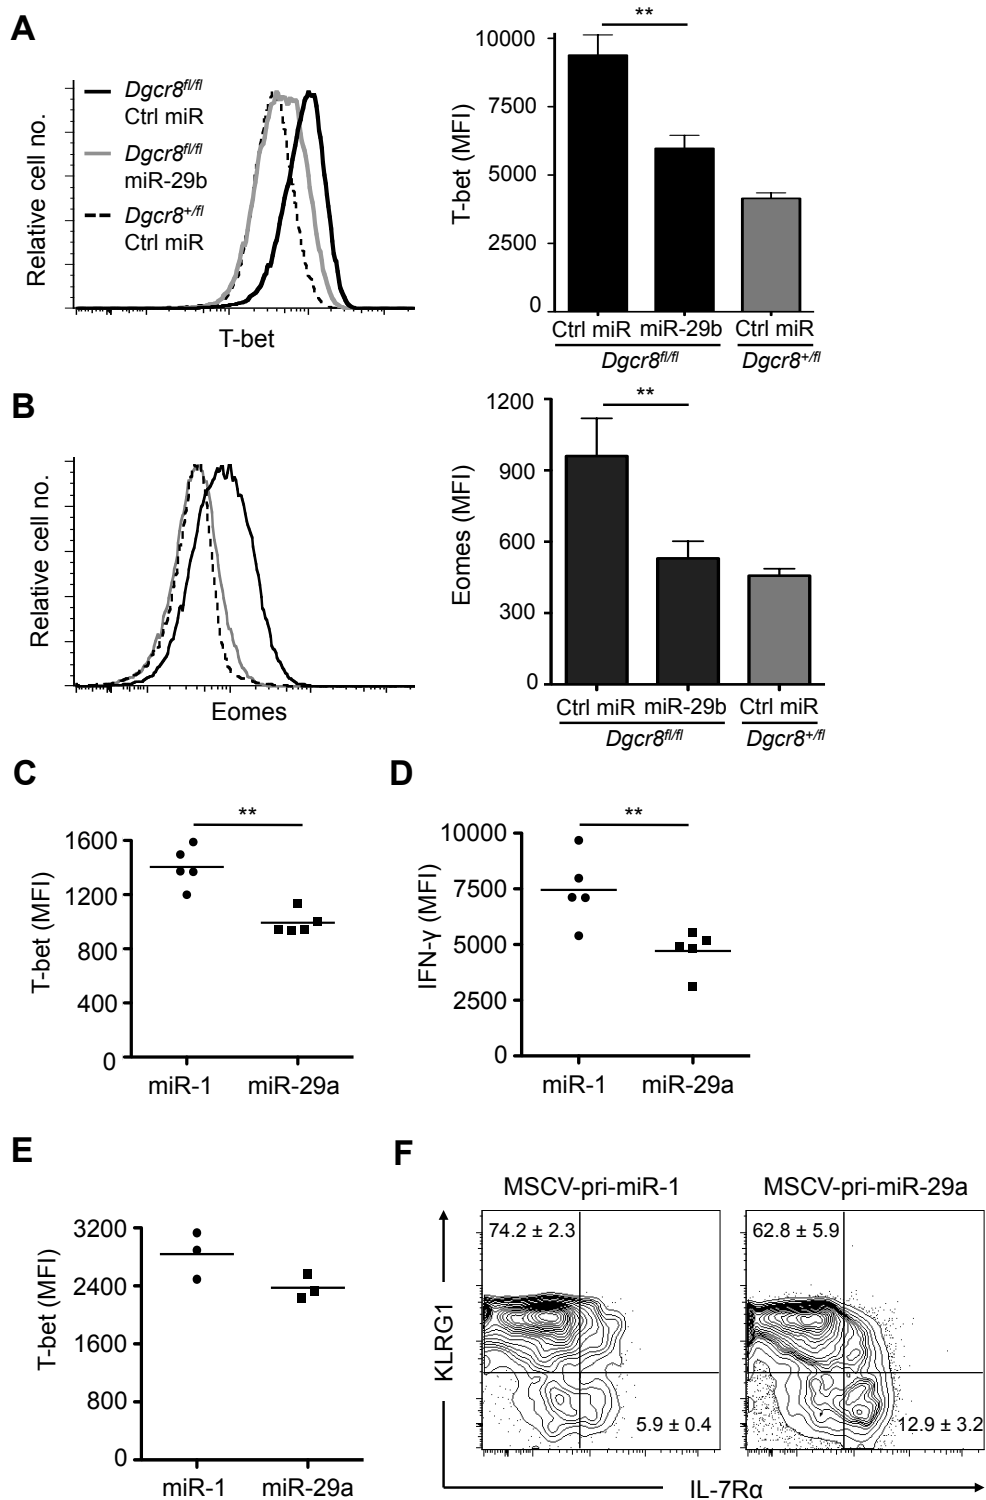 A
Dgcr8fl/fl
Ctrl miR
Dgcr8fl/fl
miR-29b
Dgcr8+/fl
Ctrl miR
Relative cell no.
T-bet
**
T-bet (MFI)
10000
7500
5000
2500
0
Ctrl miR miR-29b Ctrl miR
Dgcr8fl/fl Dgcr8+/fl
B
Relative cell no.
Eomes
**
Eomes (MFI)
1200
900
600
300
0
Ctrl miR miR-29b Ctrl miR
Dgcr8fl/fl Dgcr8+/fl
C
**
T-bet (MFI)
1600
1200
800
400
0
miR-1 miR-29a
D
**
IFN-γ (MFI)
10000
7500
5000
2500
0
miR-1 miR-29a
E
T-bet (MFI)
3200
2400
1600
800
0
miR-1 miR-29a
F
MSCV-pri-miR-1 MSCV-pri-miR-29a
74.2 ± 2.3 62.8 ± 5.9
KLRG1
5.9 ± 0.4 12.9 ± 3.2
IL-7Rα